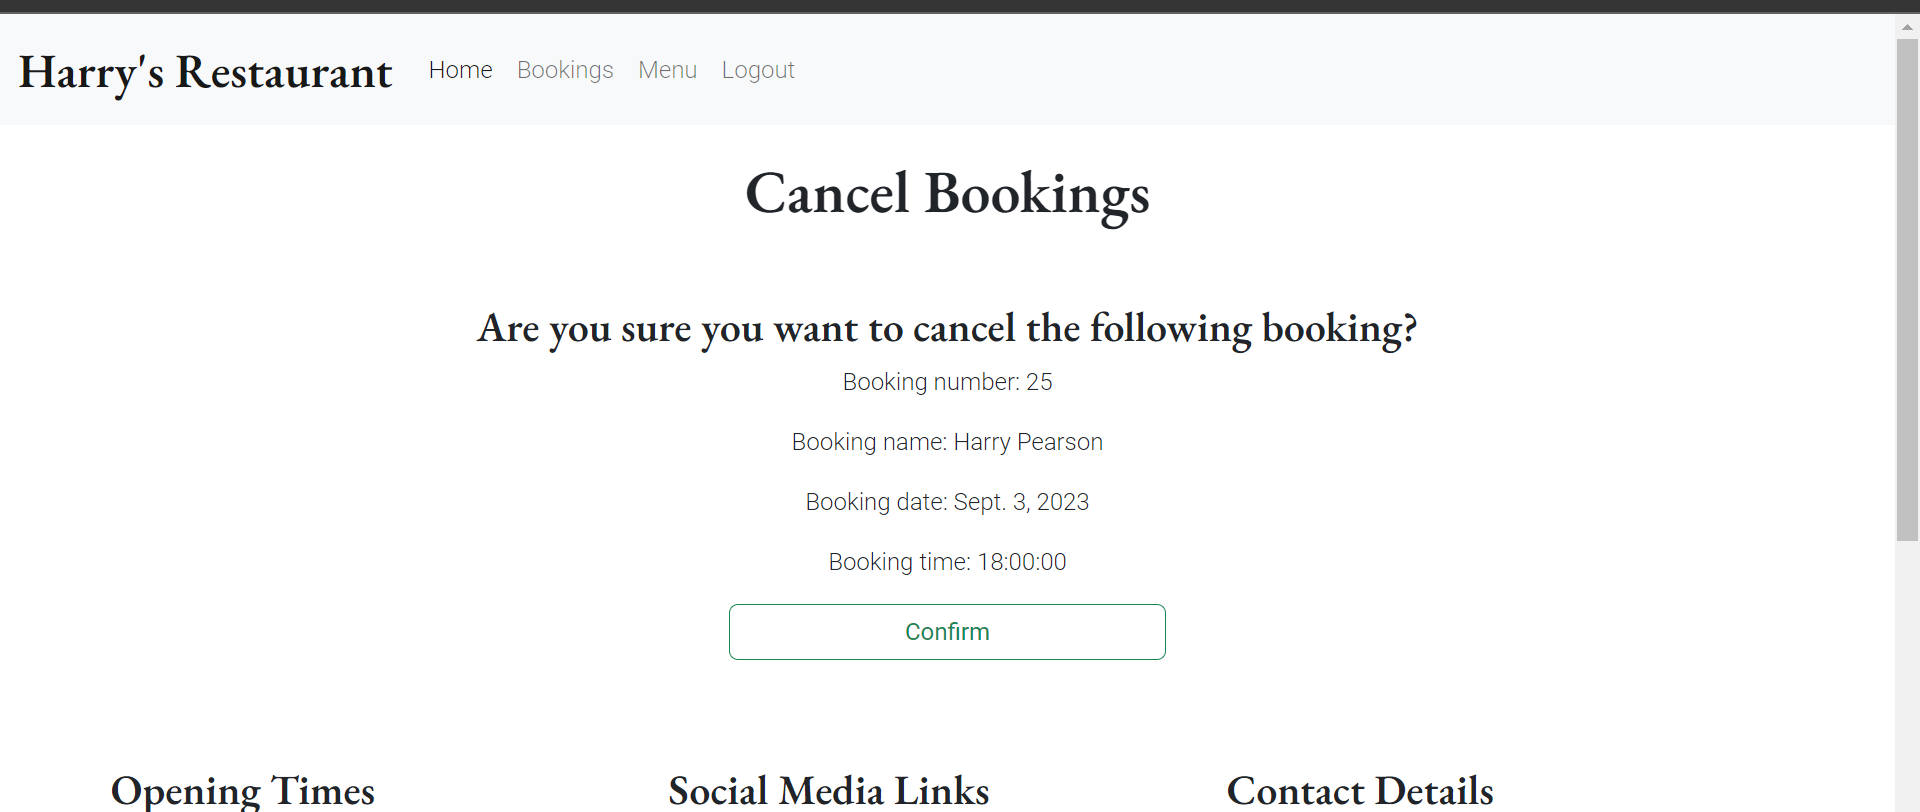 Harry's Restaurant Home Bookings Menu Logout
Cancel Bookings
Are you sure you want to cancel the following booking?
Booking number: 25
Booking name: Harry Pearson
Booking date: Sept. 3, 2023
Booking time: 18:00:00
Confirm
Opening Times Social Media Links Contact Details